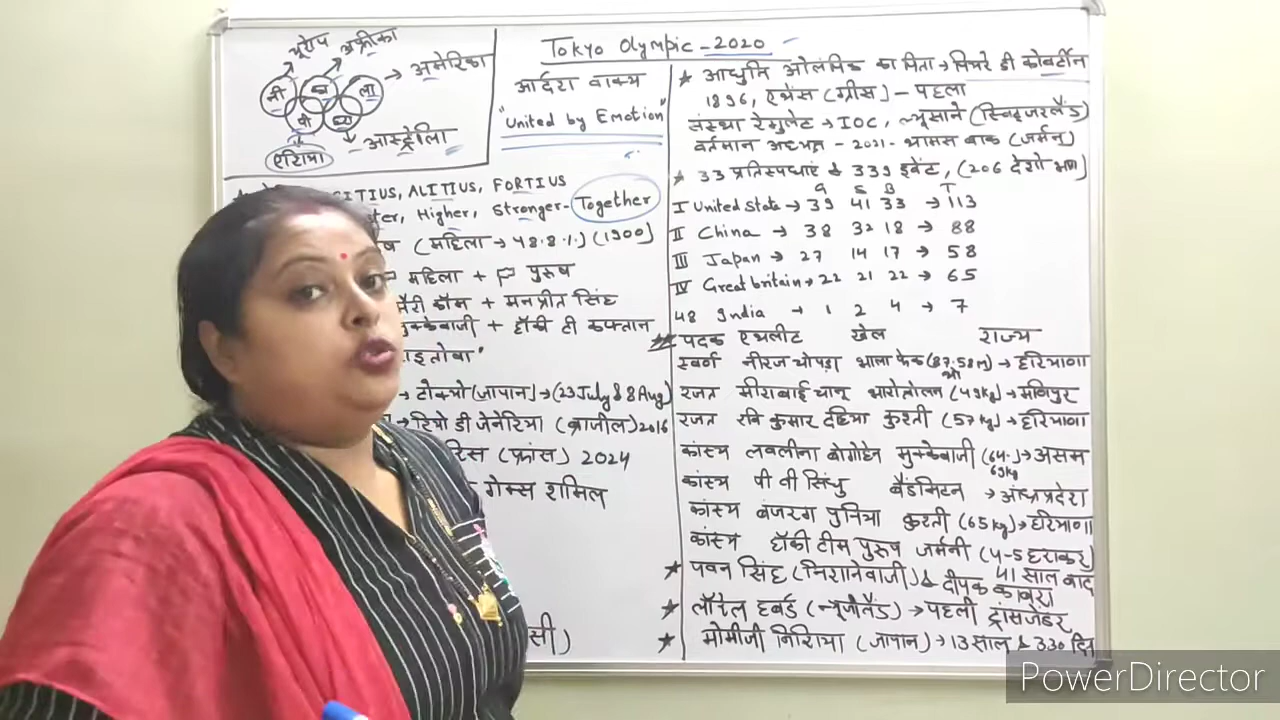 Tokyo Olympic - 2020
यूरोप अफ्रीका
→ अमेरिका
नी का ला
पी ह
आस्ट्रेलि
एशिया
आर्दश वाक्य
"United by Emotion"
CITIUS, ALITIUS, FORTIUS
ter, Higher, Stronger - Together
(महिला → 48.8%) (1900)
महिला + पुरुष
मैरी कॉम + मनप्रीत सिंह
मुक्केबाजी + हॉकी टी कप्तान
राइतोवा"
→ टोक्यो (जापान) → (23 July & 8 Aug)
→ रियो डी जेनेरिया (ब्राजील) 2016
रिस (फ्रांस) 2024
गेम्स शामिल
सी)
★ आधुनि ओलंपिक का पिता → पियरे डी कोबर्टीन
1896, एथेंस (ग्रीस) - पहला
संस्था रेगुलेट → IOC, ल्यूसाने (स्विट्जरलैंड)
वर्तमान अध्यक्ष - 2021 - थामस बाक (जर्मन)
★ 33 प्रतिस्पर्धाएं & 339 इवेंट, (206 देशो भाग)
G S B T
I United State → 39 41 33 → 113
II China → 38 32 18 → 88
III Japan → 27 14 17 → 58
IV Great britain → 22 21 22 → 65
48 India → 1 2 4 → 7
पदक एथलीट खेल राज्य
स्वर्ण नीरज चोपड़ा भाला फेक (87.58m) → हरियाणा
रजत मीराबाई चानू भारोत्तोलन (49kg) → मणिपुर
रजत रवि कुमार दहिया कुश्ती (57kg) → हरियाणा
कांस्य लवलीना बोरगोहेन मुक्केबाजी (64-69kg) → असम
कांस्य पी वी सिंधु बैडमिंटन → आंध्रप्रदेश
कांस्य बजरंग पुनिया कुश्ती (65kg) → हरियाणा
कांस्य हॉकी टीम पुरुष जर्मनी (4-5 हराकर)
41 साल बाद
★ पवन सिंह (निशानेबाजी) & दीपक काबरा
★ लॉरेल हबर्ड (न्यूजीलैंड) → पहली ट्रांसजेंडर
★ मोमीजी निशिया (जापान) → 13 साल & 330 दिन
PowerDirector